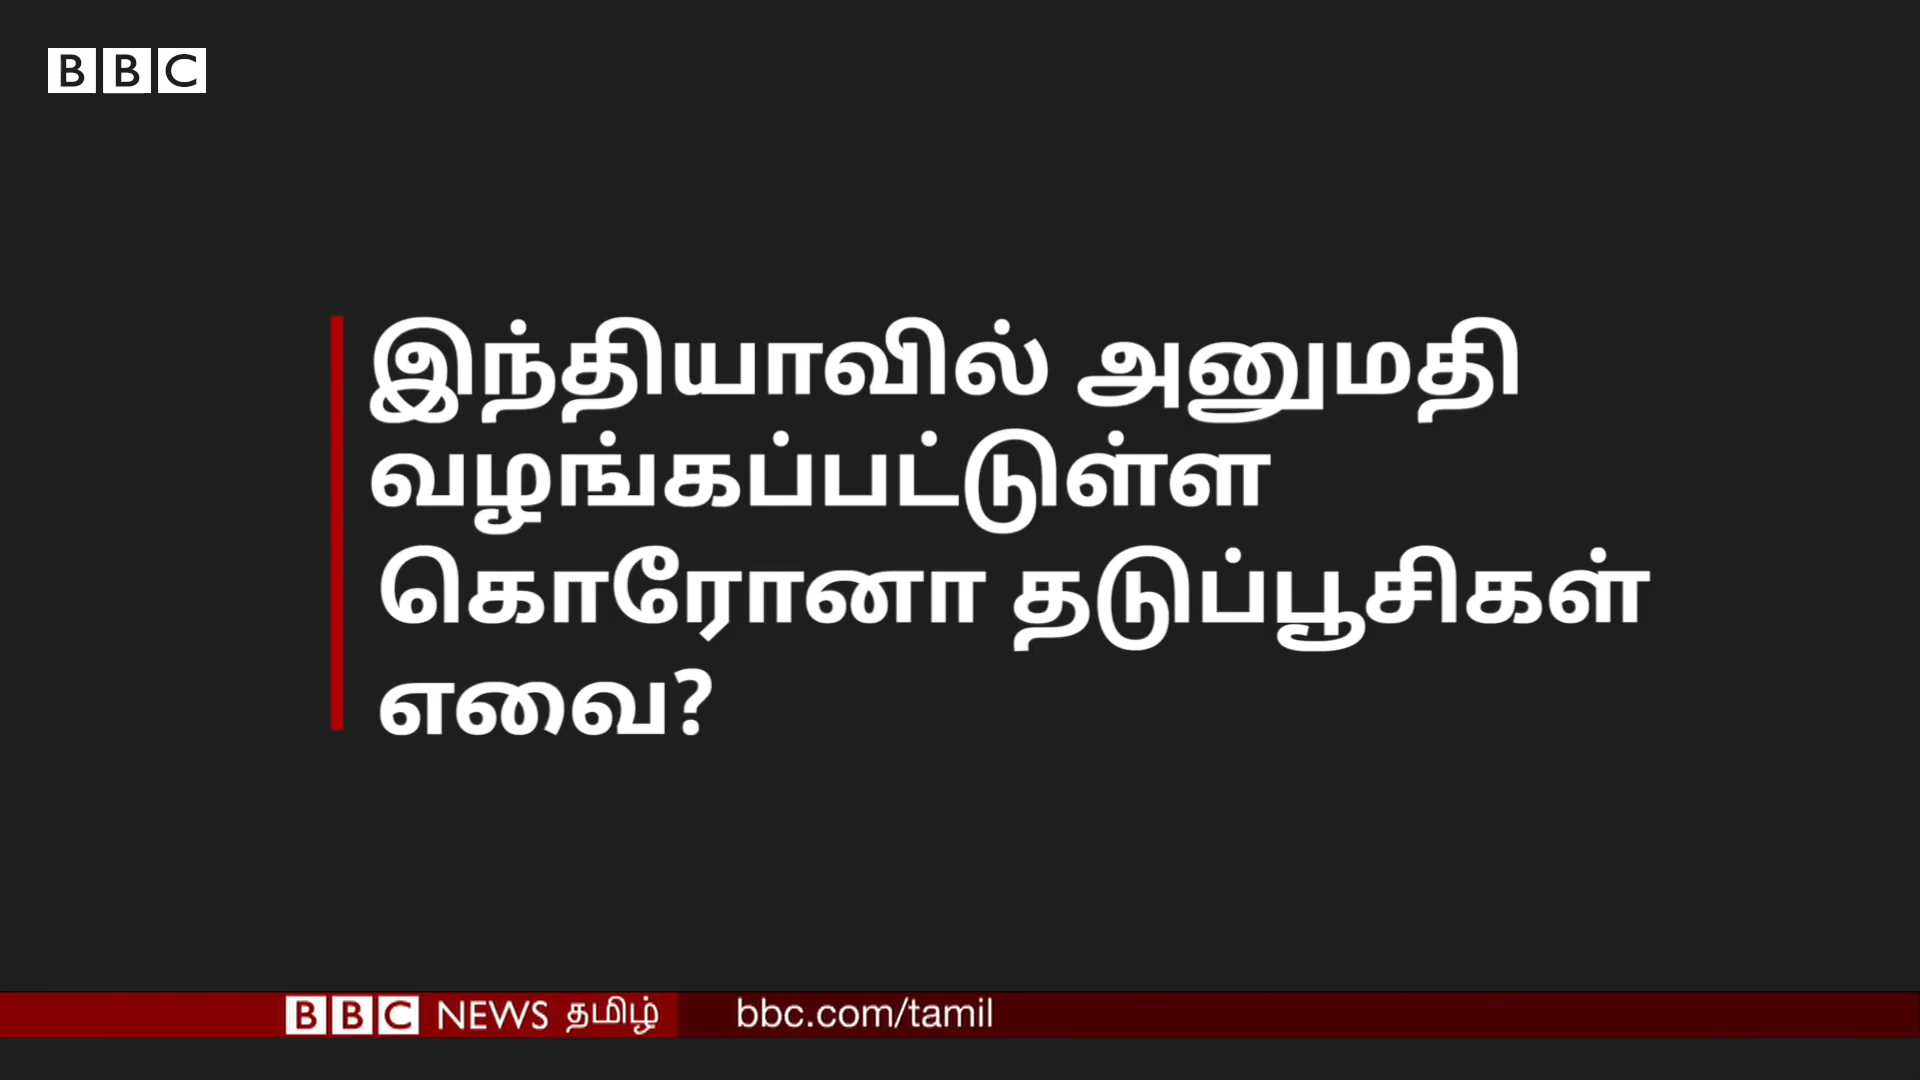 BBC
இந்தியாவில் அனுமதி
வழங்கப்பட்டுள்ள
கொரோனா தடுப்பூசிகள்
எவை?
BBC NEWS தமிழ் bbc.com/tamil